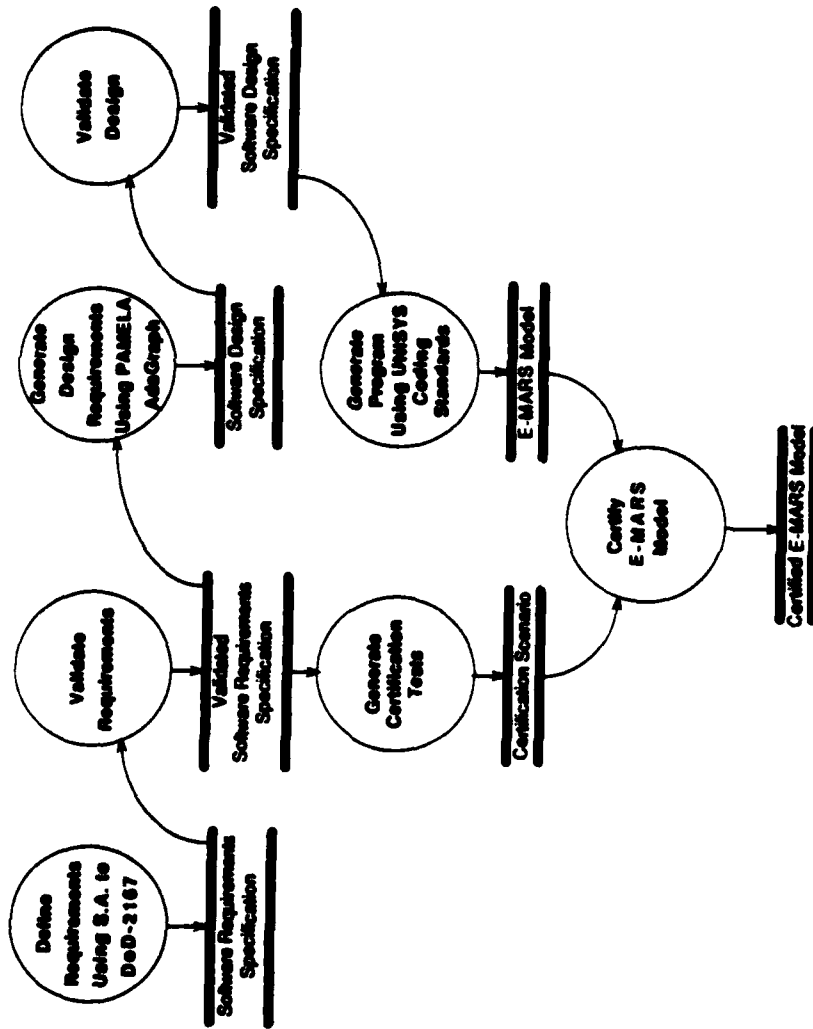 Define
Requirements
Using S.A. to
DoD-2167
Software Requirements
Specification
Validate
Requirements
Validated
Software Requirements
Specification
Generate
Design
Requirements
Using PAMELA
AdaGraph
Software Design
Specification
Validate
Design
Validated
Software Design
Specification
Generate
Certification
Tests
Certification Scenario
Generate
Program
Using UNISYS
Coding
Standards
E-MARS Model
Certify
E-MARS
Model
Certified E-MARS Model